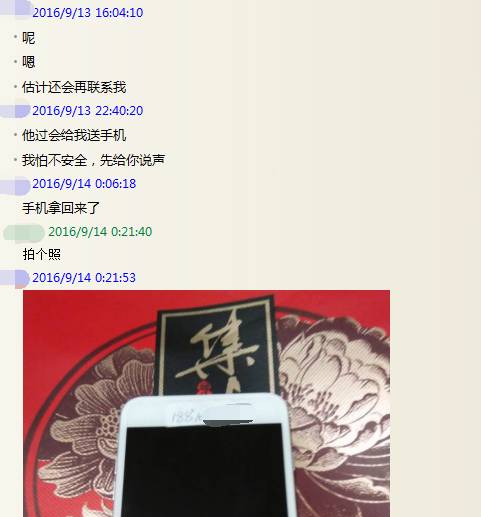 2016/9/13 16:04:10
呢
嗯
估计还会再联系我
2016/9/13 22:40:20
他过会给我送手机
我怕不安全，先给你说声
2016/9/14 0:06:18
手机拿回来了
2016/9/14 0:21:40
拍个照
2016/9/14 0:21:53
集